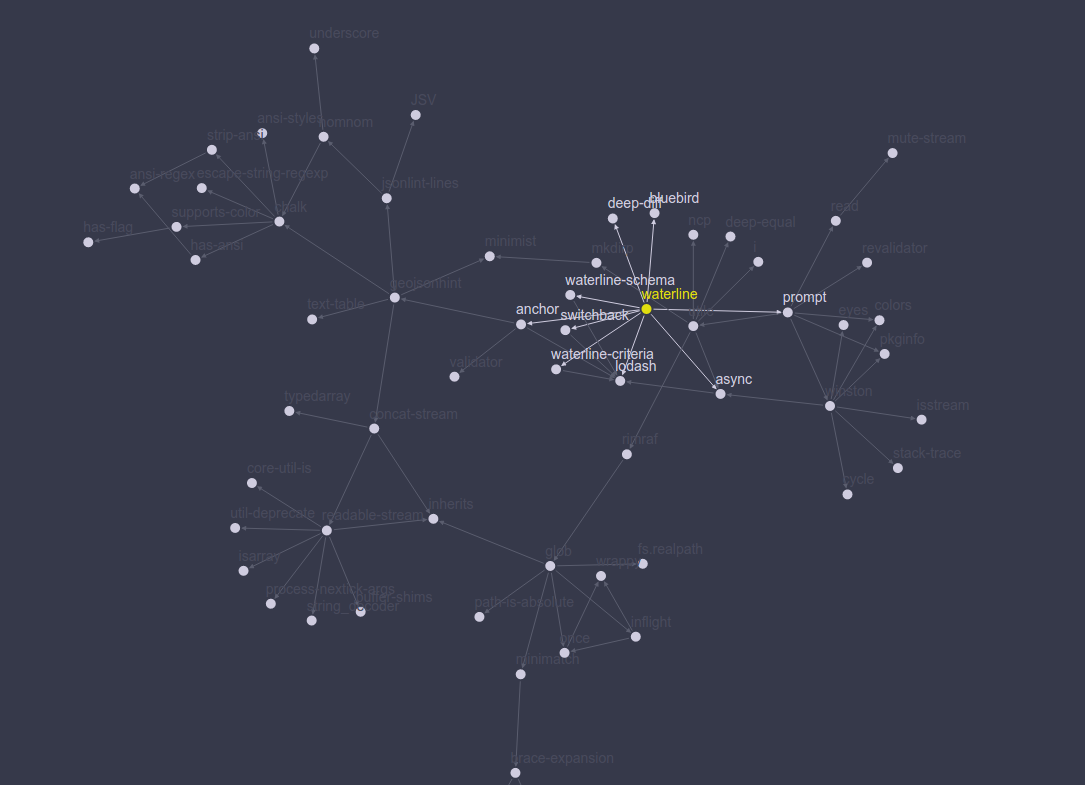 underscore
JSV
ansi-styles
nomnom
strip-ansi
mute-stream
ansi-regex
escape-string-regexp
jsonlint-lines
deep-diff
bluebird
supports-color
chalk
read
has-flag
ncp
deep-equal
has-ansi
minimist
mkdirp
i
revalidator
geojsonhint
waterline-schema
waterline
prompt
text-table
anchor
switchback
eyes
colors
pkginfo
validator
waterline-criteria
lodash
async
typedarray
concat-stream
winston
isstream
rimraf
stack-trace
core-util-is
cycle
inherits
util-deprecate
readable-stream
isarray
glob
fs.realpath
wrappy
process-nextick-args
buffer-shims
string_decoder
path-is-absolute
inflight
once
minimatch
brace-expansion